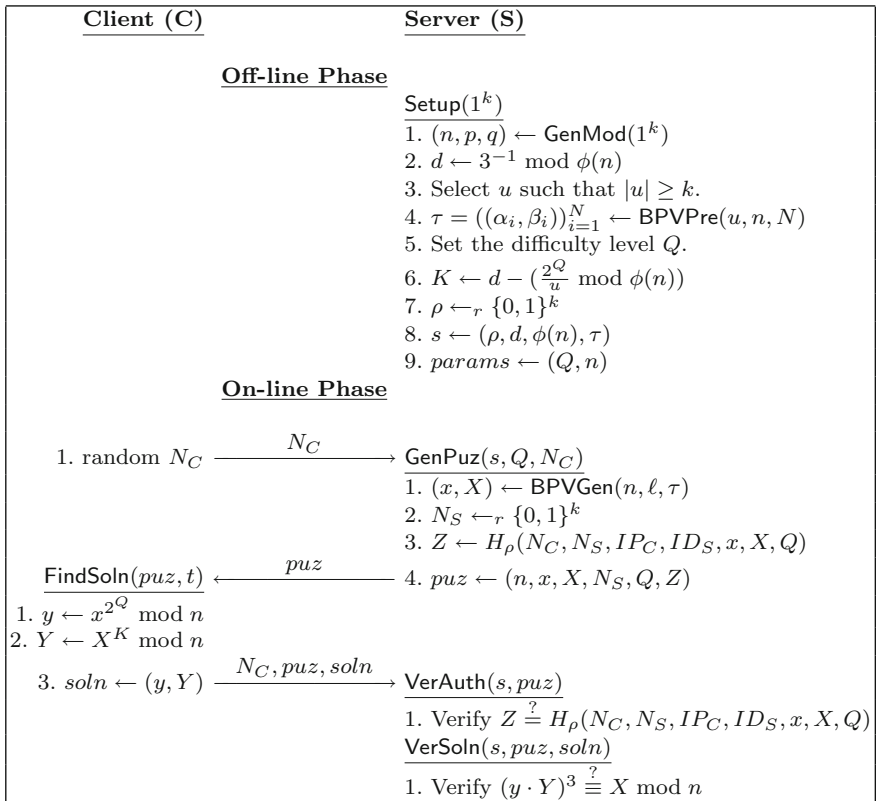 Client (C) Server (S)
Off-line Phase
Setup(1^k)
1. (n, p, q) ← GenMod(1^k)
2. d ← 3^{-1} mod ϕ(n)
3. Select u such that |u| ≥ k.
4. τ = ((α_i, β_i))_{i=1}^N ← BPVPre(u, n, N)
5. Set the difficulty level Q.
6. K ← d − (\frac{2^Q}{u} mod ϕ(n))
7. ρ ←_r {0, 1}^k
8. s ← (ρ, d, ϕ(n), τ)
9. params ← (Q, n)
On-line Phase
1. random N_C N_C → GenPuz(s, Q, N_C)
1. (x, X) ← BPVGen(n, ℓ, τ)
2. N_S ←_r {0, 1}^k
3. Z ← H_ρ(N_C, N_S, IP_C, ID_S, x, X, Q)
FindSoln(puz, t) ← puz 4. puz ← (n, x, X, N_S, Q, Z)
1. y ← x^{2^Q} mod n
2. Y ← X^K mod n
3. soln ← (y, Y) N_C, puz, soln → VerAuth(s, puz)
1. Verify Z ≟ H_ρ(N_C, N_S, IP_C, ID_S, x, X, Q)
VerSoln(s, puz, soln)
1. Verify (y · Y)^3 \stackrel{?}{≡} X mod n